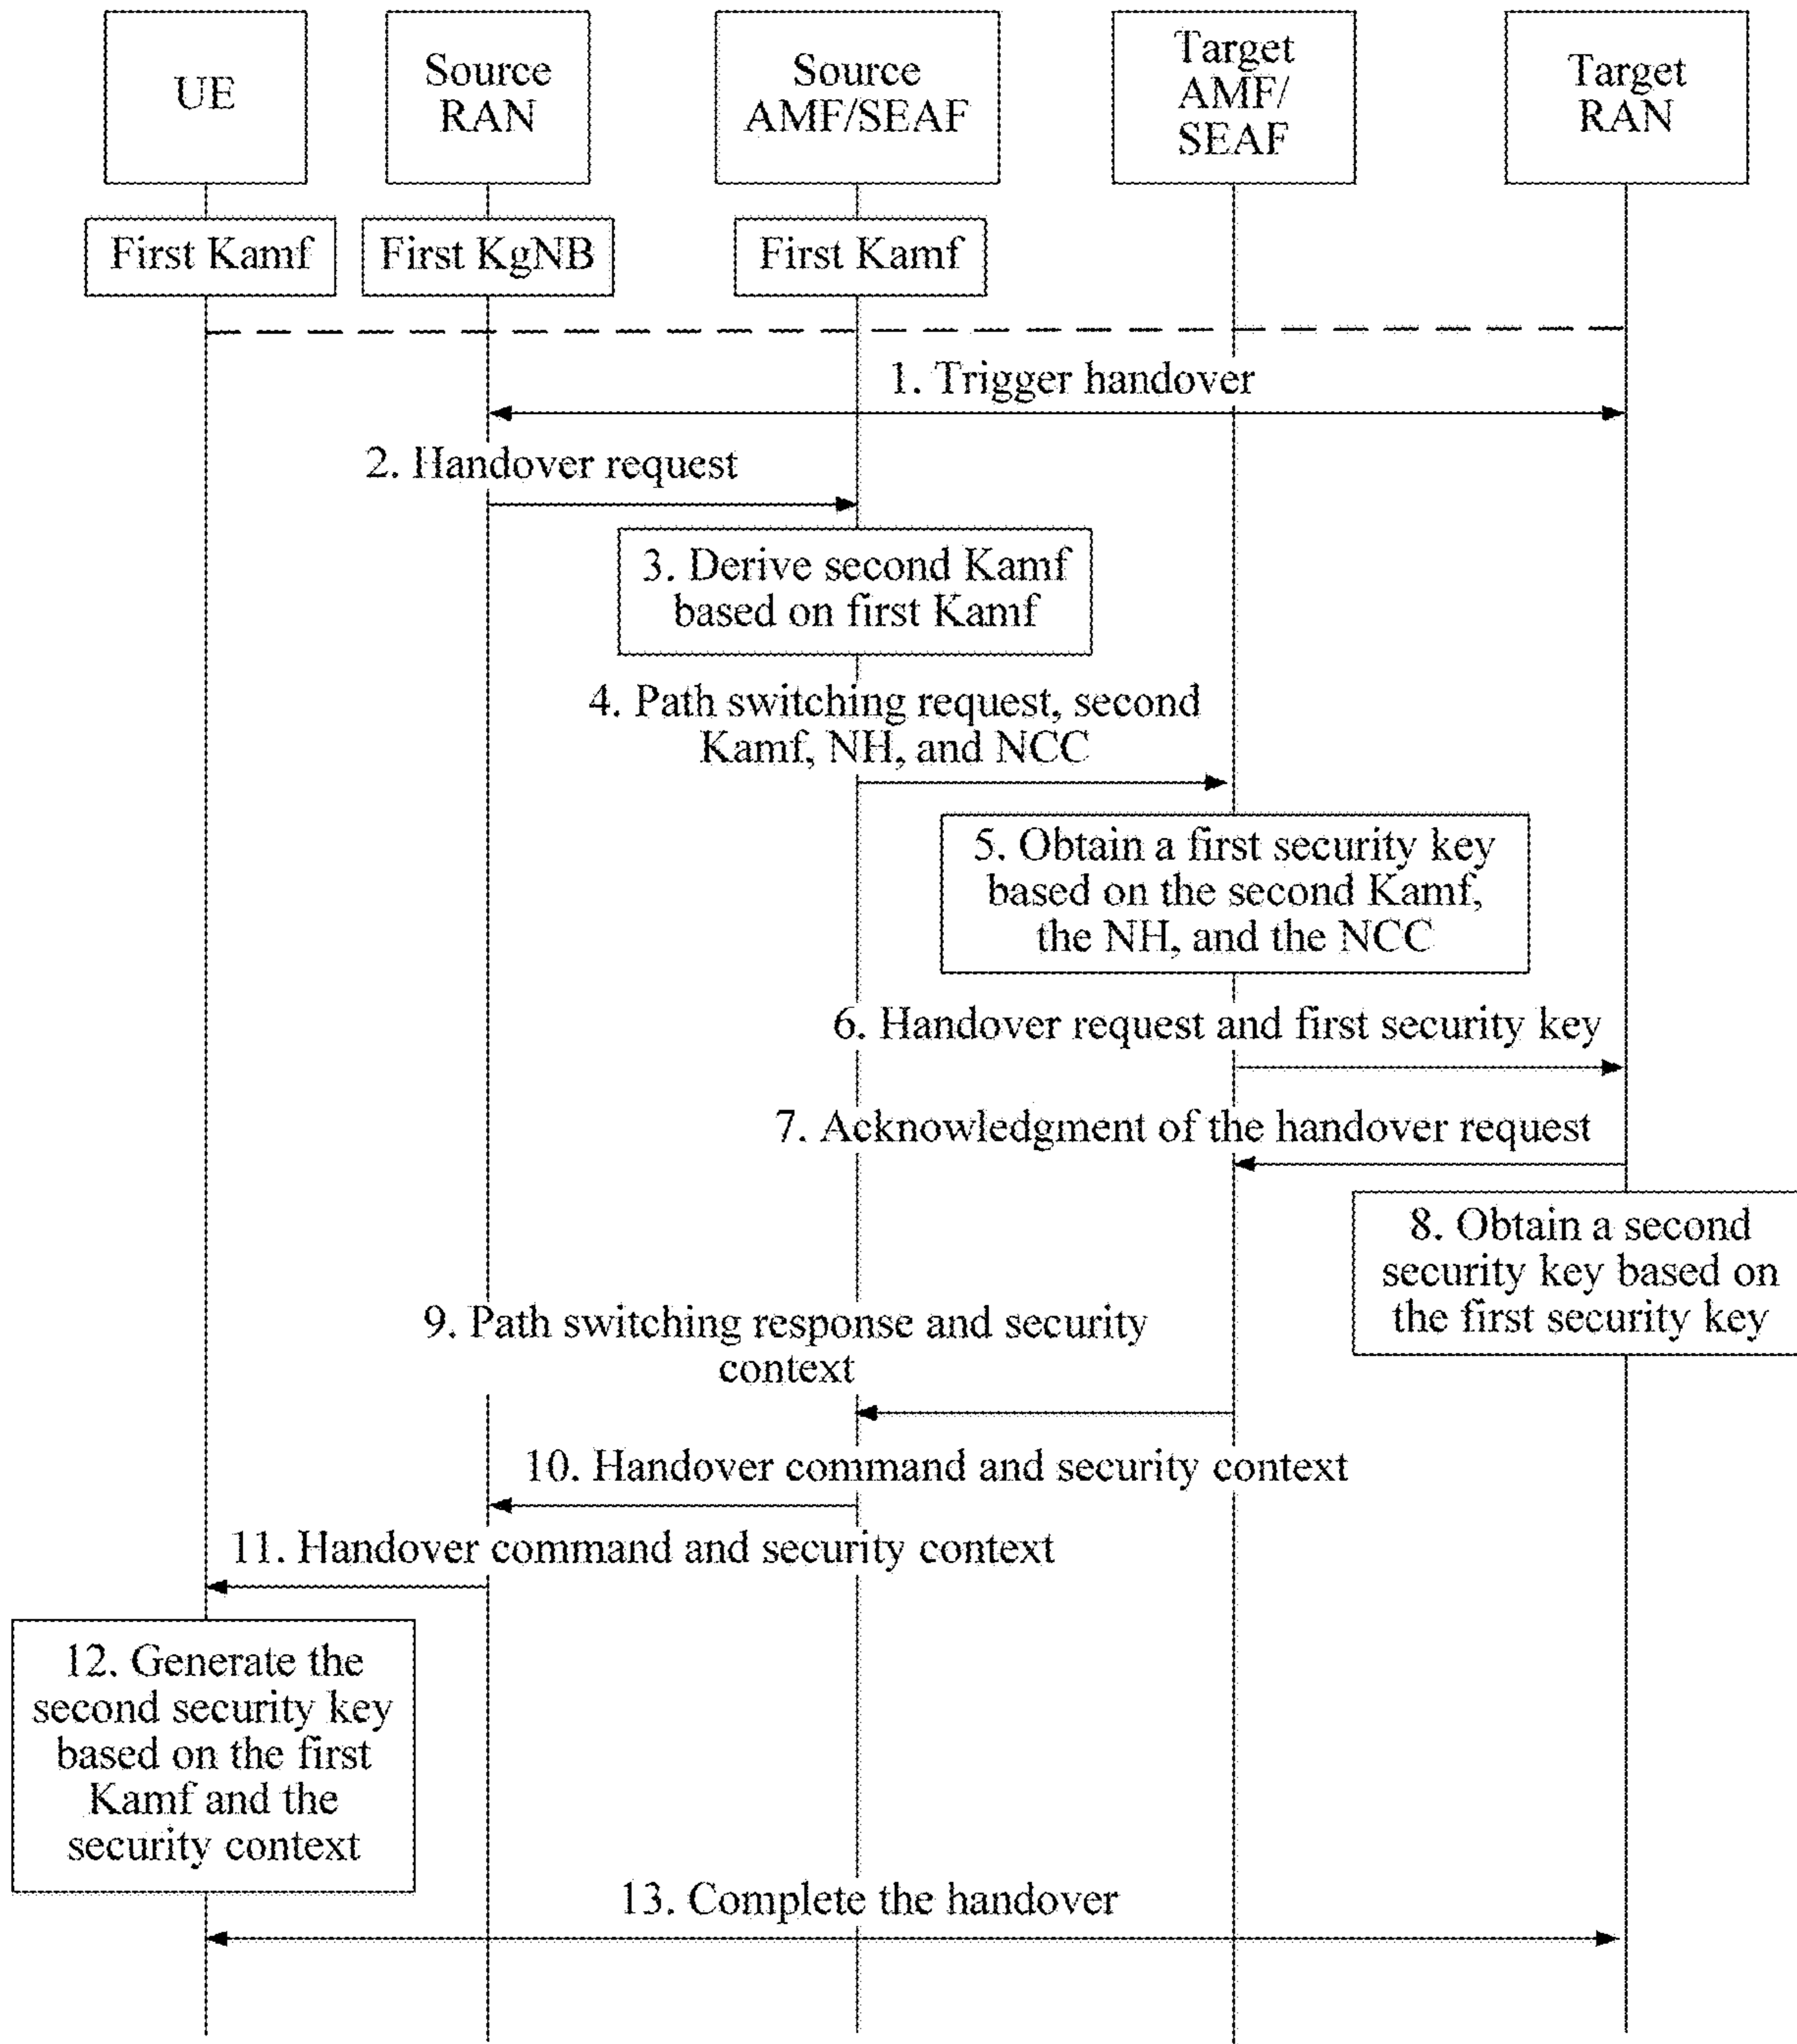 UE
Source
RAN
Source
AMF/SEAF
Target
AMF/
SEAF
Target
RAN
First Kamf
First KgNB
First Kamf
1. Trigger handover
2. Handover request
3. Derive second Kamf
based on first Kamf
4. Path switching request, second
Kamf, NH, and NCC
5. Obtain a first security key
based on the second Kamf,
the NH, and the NCC
6. Handover request and first security key
7. Acknowledgment of the handover request
8. Obtain a second
security key based on
the first security key
9. Path switching response and security
context
10. Handover command and security context
11. Handover command and security context
12. Generate the
second security key
based on the first
Kamf and the
security context
13. Complete the handover